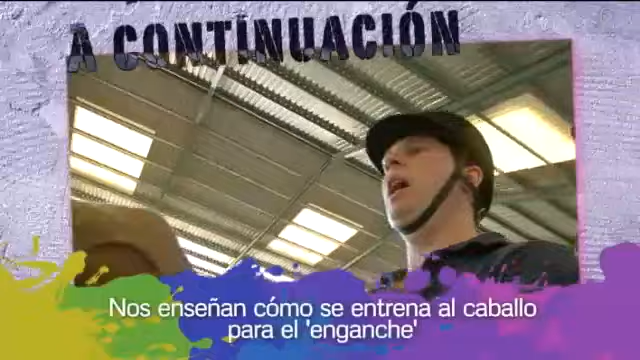 A CONTINUACIÓN
Nos enseñan cómo se entrena al caballo
para el 'enganche'